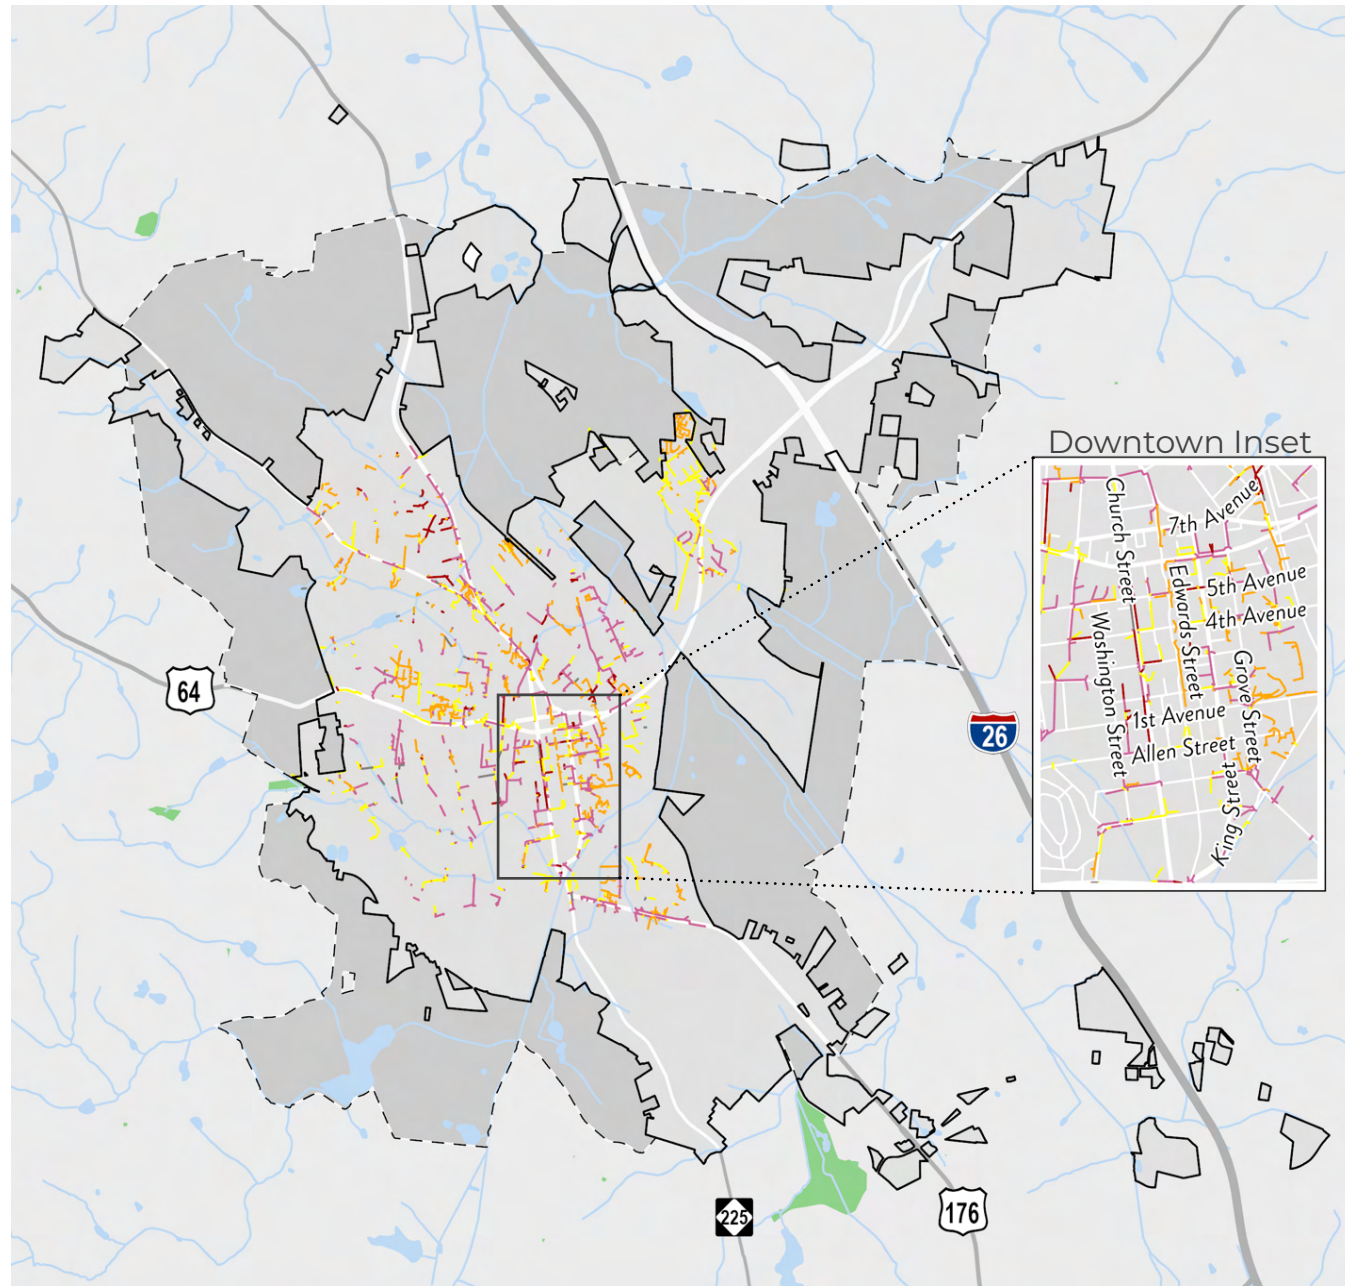 Downtown Inset
Church Street
7th Avenue
Edwards Street
5th Avenue
4th Avenue
Washington Street
Grove Street
1st Avenue
Allen Street
King Street
64
26
225
176